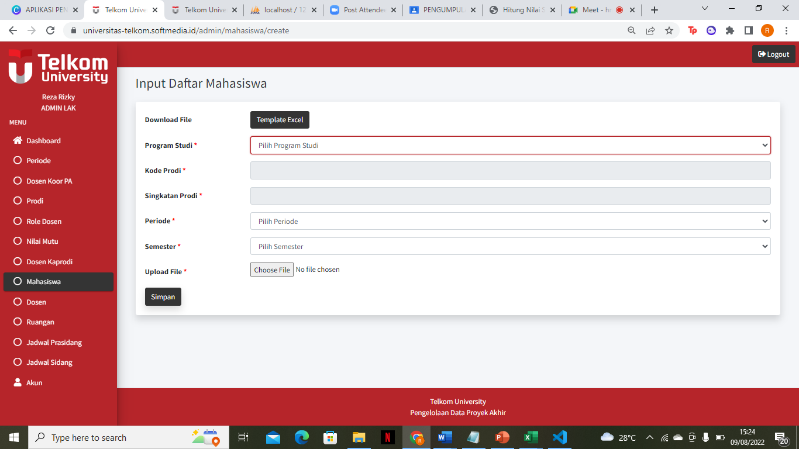 APLIKASI PEN
Telkom Unive
Telkom Unive
localhost / 12
Post Attendee
PENGUMPUL
Hitung Nilai
Meet - h
universitas-telkom.softmedia.id/admin/mahasiswa/create
Telkom
University
Logout
Reza Rizky
ADMIN LAK
MENU
Dashboard
Periode
Dosen Koor PA
Prodi
Role Dosen
Nilai Mutu
Dosen Kaprodi
Mahasiswa
Dosen
Ruangan
Jadwal Prasidang
Jadwal Sidang
Akun
Input Daftar Mahasiswa
Download File
Template Excel
Program Studi *
Pilih Program Studi
Kode Prodi *
Singkatan Prodi *
Periode *
Pilih Periode
Semester *
Pilih Semester
Upload File *
Choose File No file chosen
Simpan
Telkom University
Pengelolaan Data Proyek Akhir
Type here to search
28°C
15:24
09/08/2022
20